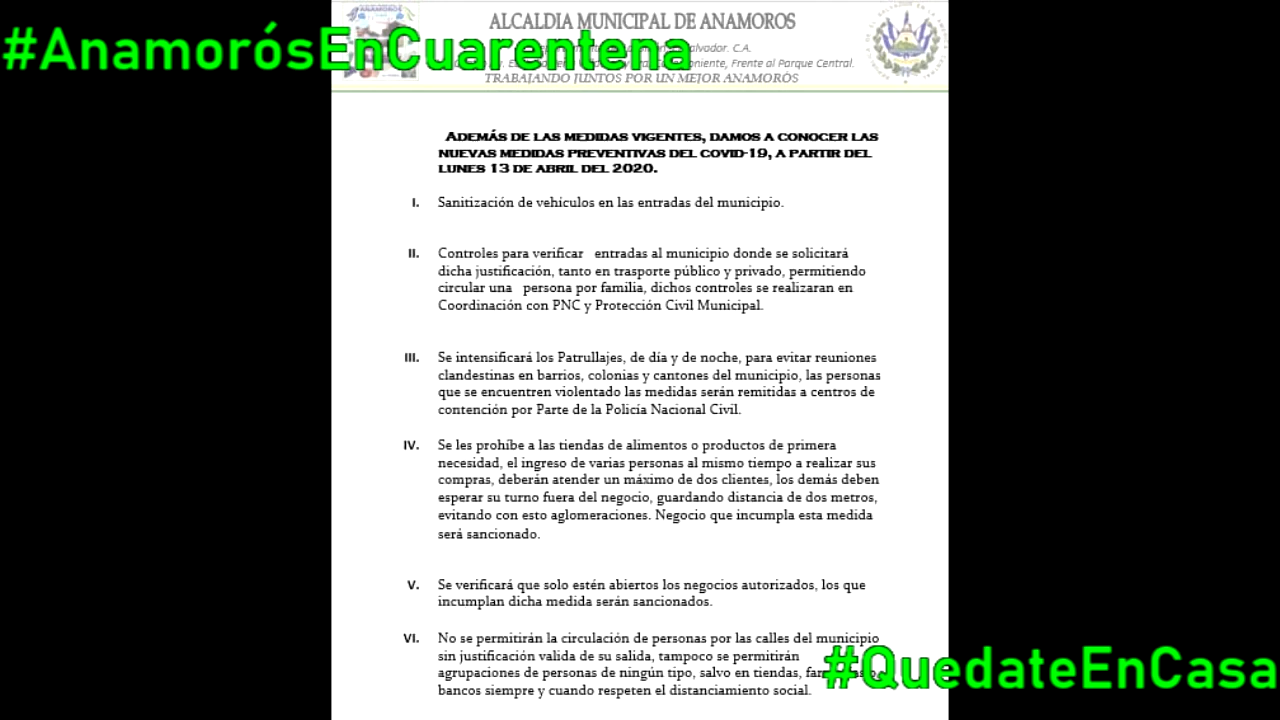 ALCALDIA MUNICIPAL DE ANAMOROS
#AnamorósEnCuarentena
Salvador. C.A.
Poniente, Frente al Parque Central.
TRABAJANDO JUNTOS POR UN MEJOR ANAMORÓS
ADEMÁS DE LAS MEDIDAS VIGENTES, DAMOS A CONOCER LAS
NUEVAS MEDIDAS PREVENTIVAS DEL COVID-19, A PARTIR DEL
LUNES 13 DE ABRIL DEL 2020.
I. Sanitización de vehículos en las entradas del municipio.
II. Controles para verificar entradas al municipio donde se solicitará
dicha justificación, tanto en trasporte público y privado, permitiendo
circular una persona por familia, dichos controles se realizaran en
Coordinación con PNC y Protección Civil Municipal.
III. Se intensificará los Patrullajes, de día y de noche, para evitar reuniones
clandestinas en barrios, colonias y cantones del municipio, las personas
que se encuentren violentado las medidas serán remitidas a centros de
contención por Parte de la Policía Nacional Civil.
IV. Se les prohíbe a las tiendas de alimentos o productos de primera
necesidad, el ingreso de varias personas al mismo tiempo a realizar sus
compras, deberán atender un máximo de dos clientes, los demás deben
esperar su turno fuera del negocio, guardando distancia de dos metros,
evitando con esto aglomeraciones. Negocio que incumpla esta medida
será sancionado.
V. Se verificará que solo estén abiertos los negocios autorizados, los que
incumplan dicha medida serán sancionados.
VI. No se permitirán la circulación de personas por las calles del municipio
sin justificación valida de su salida, tampoco se permitirán
agrupaciones de personas de ningún tipo, salvo en tiendas,
bancos siempre y cuando respeten el distanciamiento social.
#QuedateEnCasa